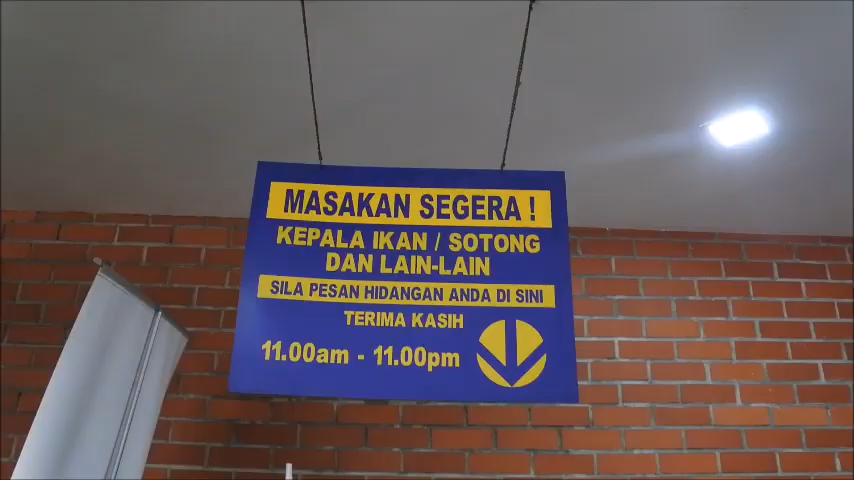 MASAKAN SEGERA !
KEPALA IKAN / SOTONG
DAN LAIN-LAIN
SILA PESAN HIDANGAN ANDA DI SINI
TERIMA KASIH
11.00am - 11.00pm